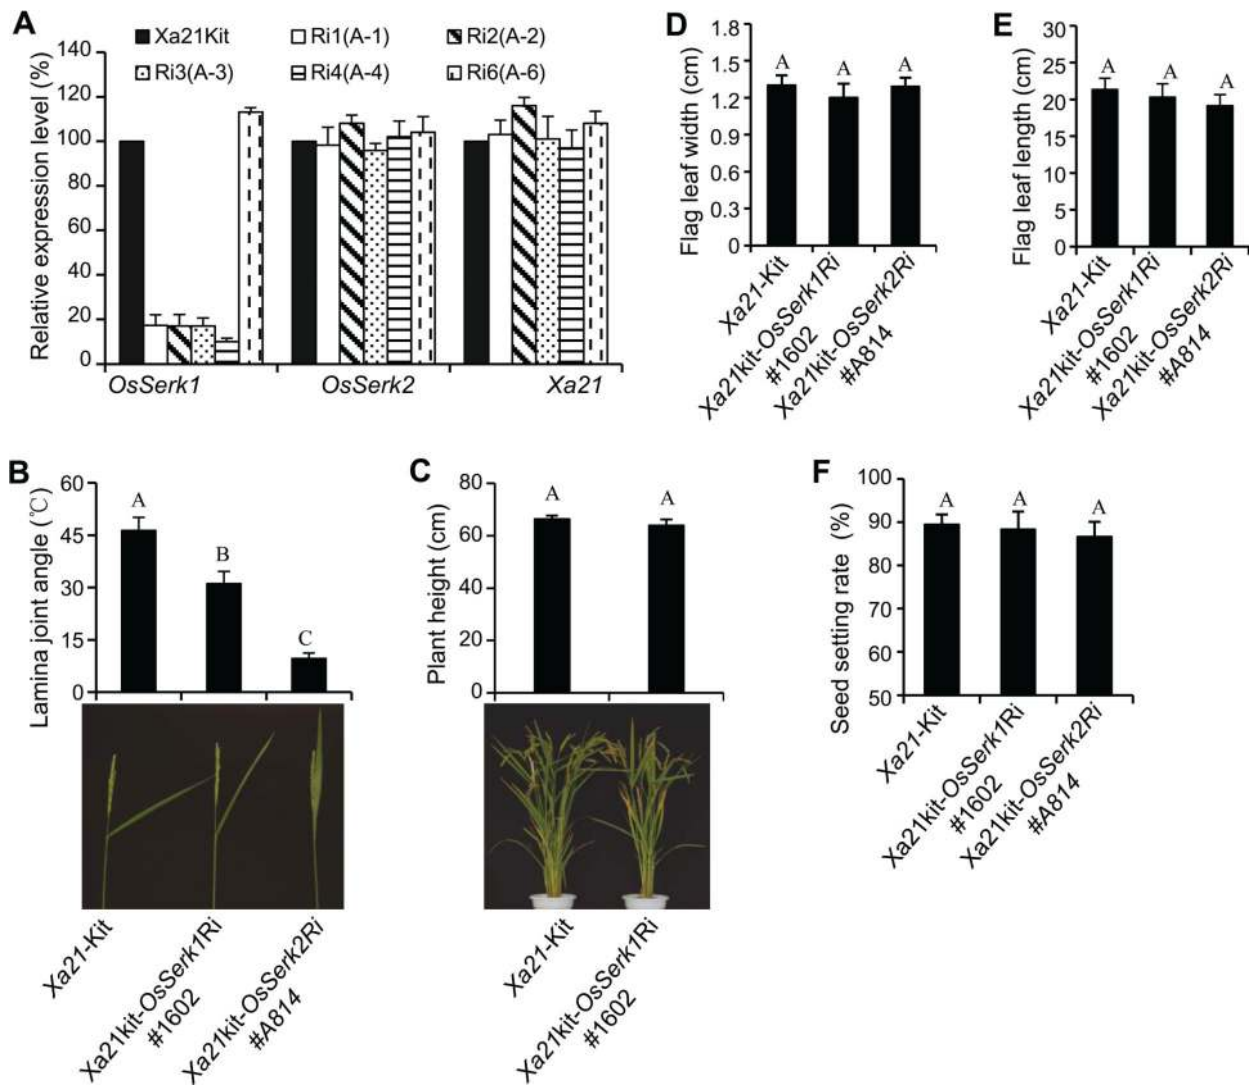 A
Xa21Kit
Ri1(A-1)
Ri2(A-2)
Ri3(A-3)
Ri4(A-4)
Ri6(A-6)
Relative expression level (%)
140
120
100
80
60
40
20
0
OsSerk1
OsSerk2
Xa21
B
Lamina joint angle (℃)
60
45
30
15
0
A
B
C
Xa21-Kit
Xa21kit-OsSerk1Ri
#1602
Xa21kit-OsSerk2Ri
#A814
C
Plant height (cm)
80
60
40
20
0
A
A
Xa21-Kit
Xa21kit-OsSerk1Ri
#1602
D
Flag leaf width (cm)
1.8
1.5
1.2
0.9
0.6
0.3
0
A
A
A
Xa21-Kit
Xa21kit-OsSerk1Ri
#1602
Xa21kit-OsSerk2Ri
#A814
E
Flag leaf length (cm)
30
25
20
15
10
5
0
A
A
A
Xa21-Kit
Xa21kit-OsSerk1Ri
#1602
Xa21kit-OsSerk2Ri
#A814
F
Seed setting rate (%)
100
90
80
70
60
50
A
A
A
Xa21-Kit
Xa21kit-OsSerk1Ri
#1602
Xa21kit-OsSerk2Ri
#A814